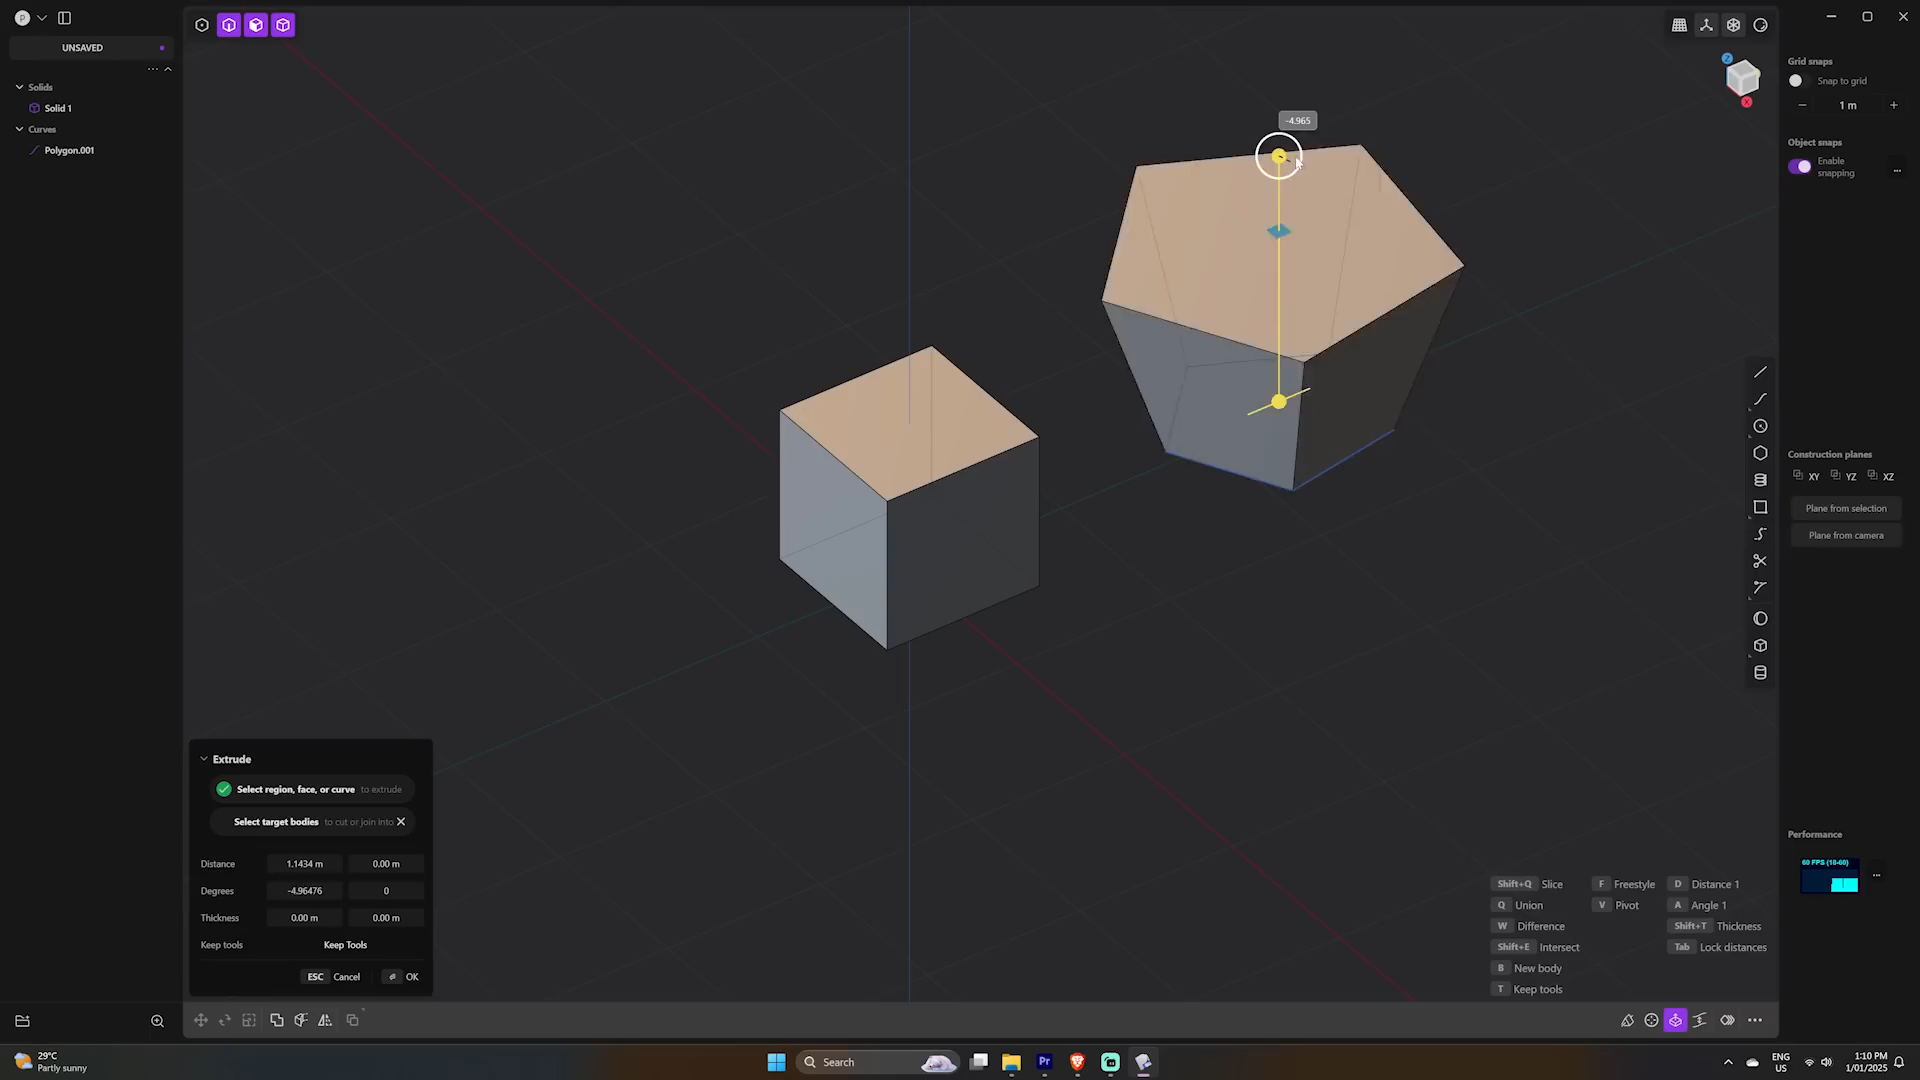 P
UNSAVED
Solids
Solid 1
Curves
Polygon.001
-4.965
Z
X
Grid snaps
Snap to grid
1 m
Object snaps
Enable
snapping
Construction planes
XY
YZ
XZ
Plane from selection
Plane from camera
Performance
60 FPS (18-60)
Extrude
Select region, face, or curve to extrude
Select target bodies to cut or join into
Distance 1.1434 m 0.00 m
Degrees -4.96476 0
Thickness 0.00 m 0.00 m
Keep tools Keep Tools
ESC Cancel OK
Shift+Q Slice F Freestyle D Distance 1
Q Union V Pivot A Angle 1
W Difference Shift+T Thickness
Shift+E Intersect Tab Lock distances
B New body
T Keep tools
29°C
Partly sunny
Search
Pr
ENG
US
1:10 PM
1/01/2025